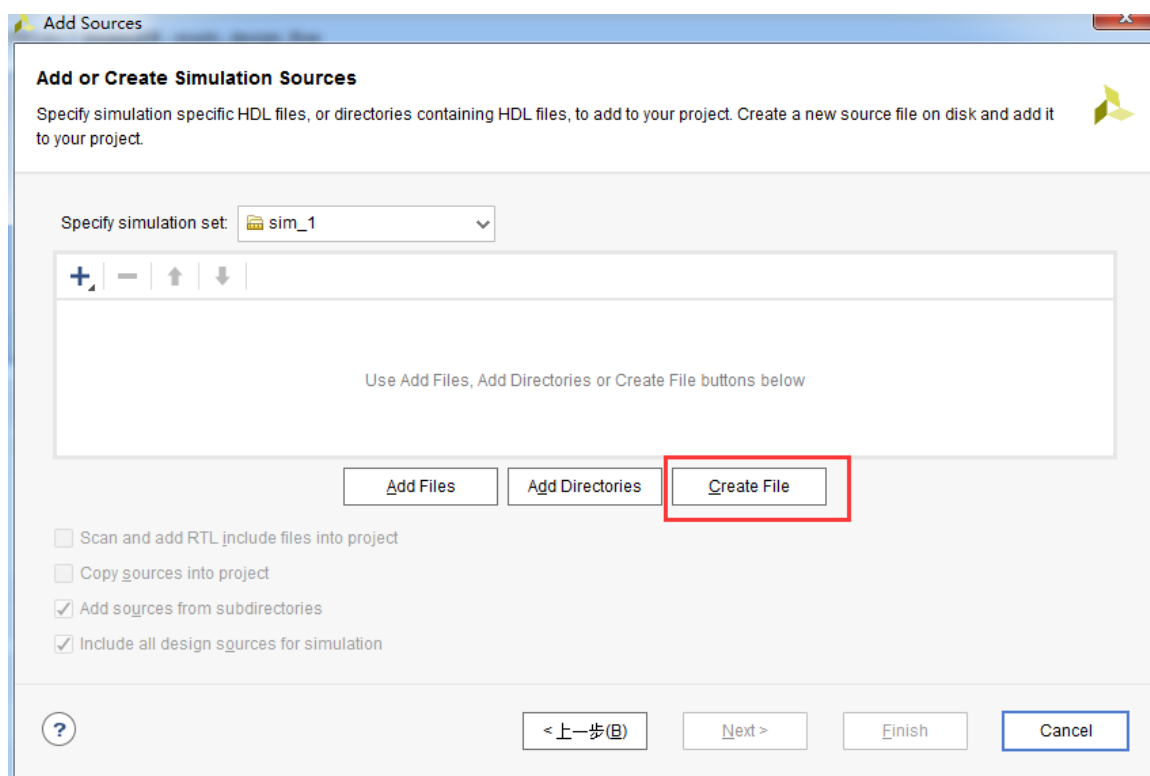 Add Sources
Add or Create Simulation Sources
Specify simulation specific HDL files, or directories containing HDL files, to add to your project. Create a new source file on disk and add it
to your project.
Specify simulation set: sim_1
Use Add Files, Add Directories or Create File buttons below
Add Files Add Directories Create File
Scan and add RTL include files into project
Copy sources into project
Add sources from subdirectories
Include all design sources for simulation
? <上一步(B) Next > Finish Cancel